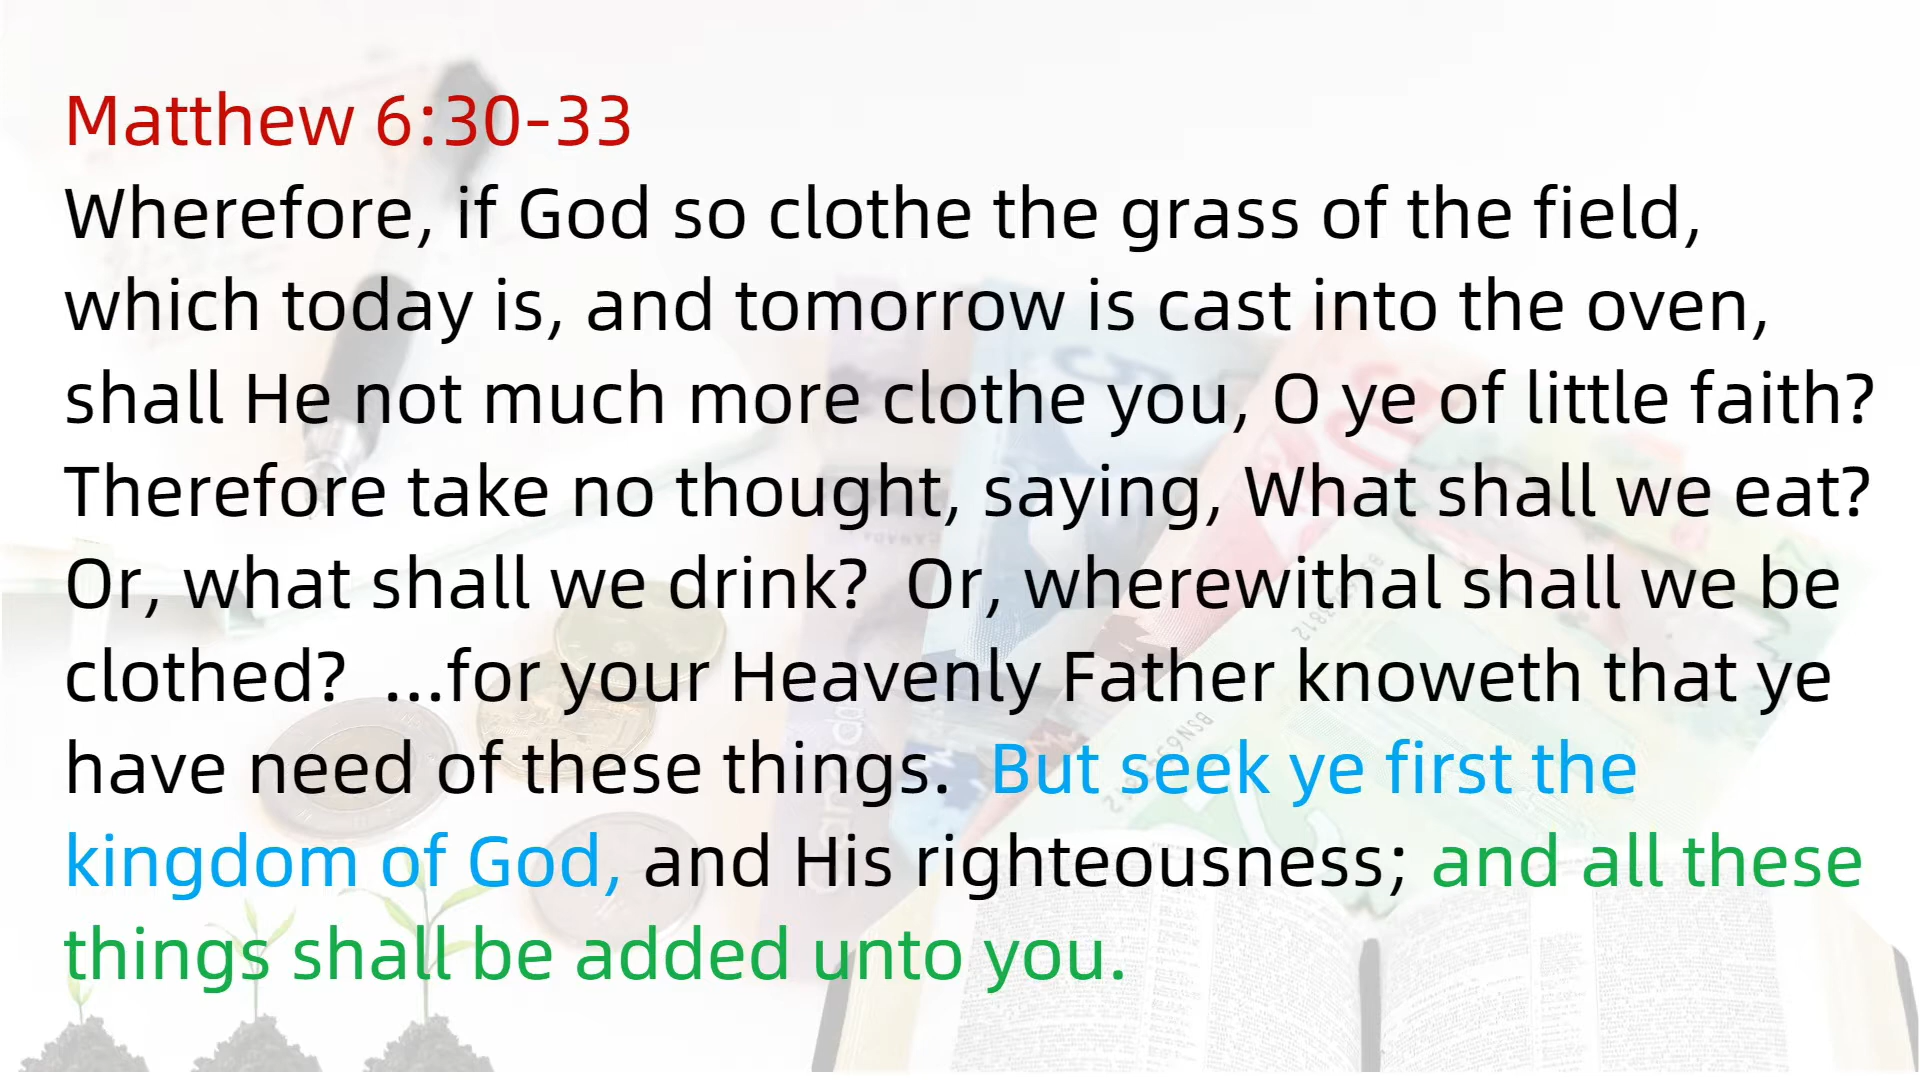 Matthew 6:30-33
Wherefore, if God so clothe the grass of the field,
which today is, and tomorrow is cast into the oven,
shall He not much more clothe you, O ye of little faith?
Therefore take no thought, saying, What shall we eat?
Or, what shall we drink?  Or, wherewithal shall we be
clothed?  ...for your Heavenly Father knoweth that ye
have need of these things.  But seek ye first the
kingdom of God, and His righteousness; and all these
things shall be added unto you.